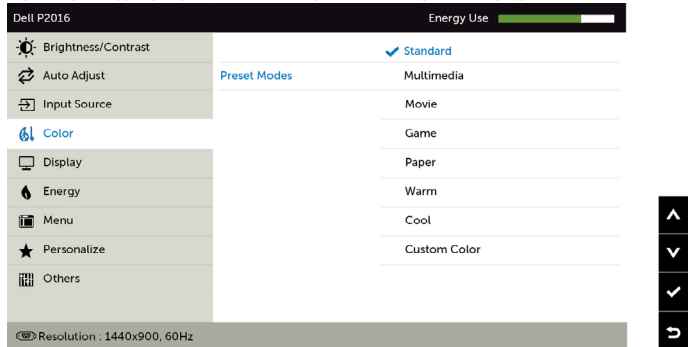 Dell P2016 Energy Use
Brightness/Contrast
Auto Adjust
Input Source
Color
Display
Energy
Menu
Personalize
Others
Preset Modes
Standard
Multimedia
Movie
Game
Paper
Warm
Cool
Custom Color
Resolution : 1440x900, 60Hz